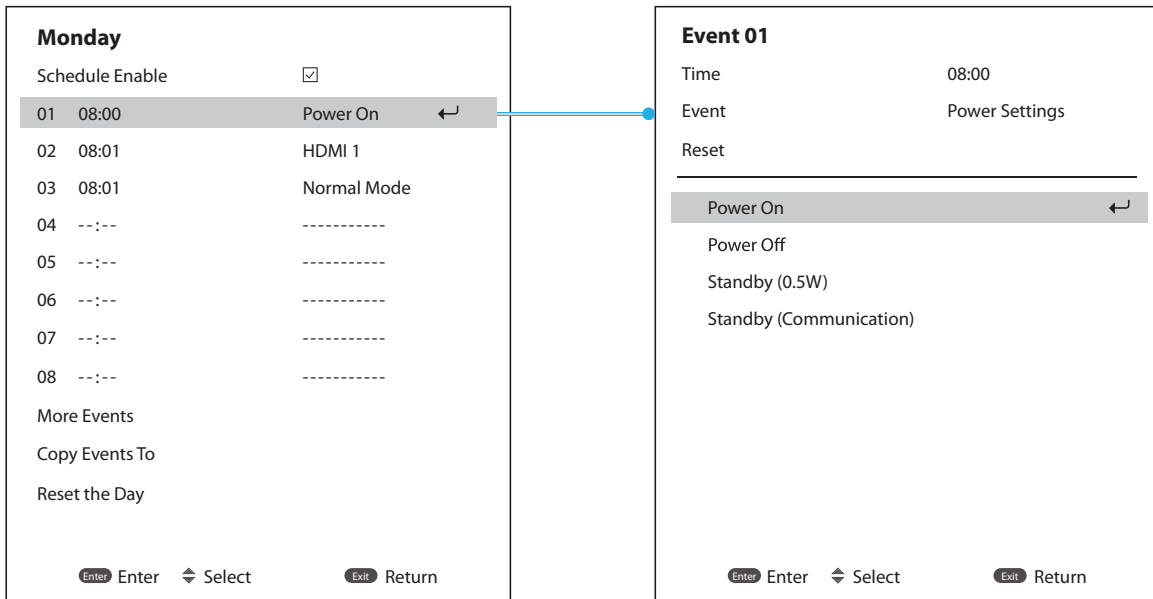 Monday
Schedule Enable ☑
01 08:00 Power On
02 08:01 HDMI 1
03 08:01 Normal Mode
04 --:-- -----------
05 --:-- -----------
06 --:-- -----------
07 --:-- -----------
08 --:-- -----------
More Events
Copy Events To
Reset the Day
Enter Enter Select Exit Return
Event 01
Time 08:00
Event Power Settings
Reset
Power On
Power Off
Standby (0.5W)
Standby (Communication)
Enter Enter Select Exit Return